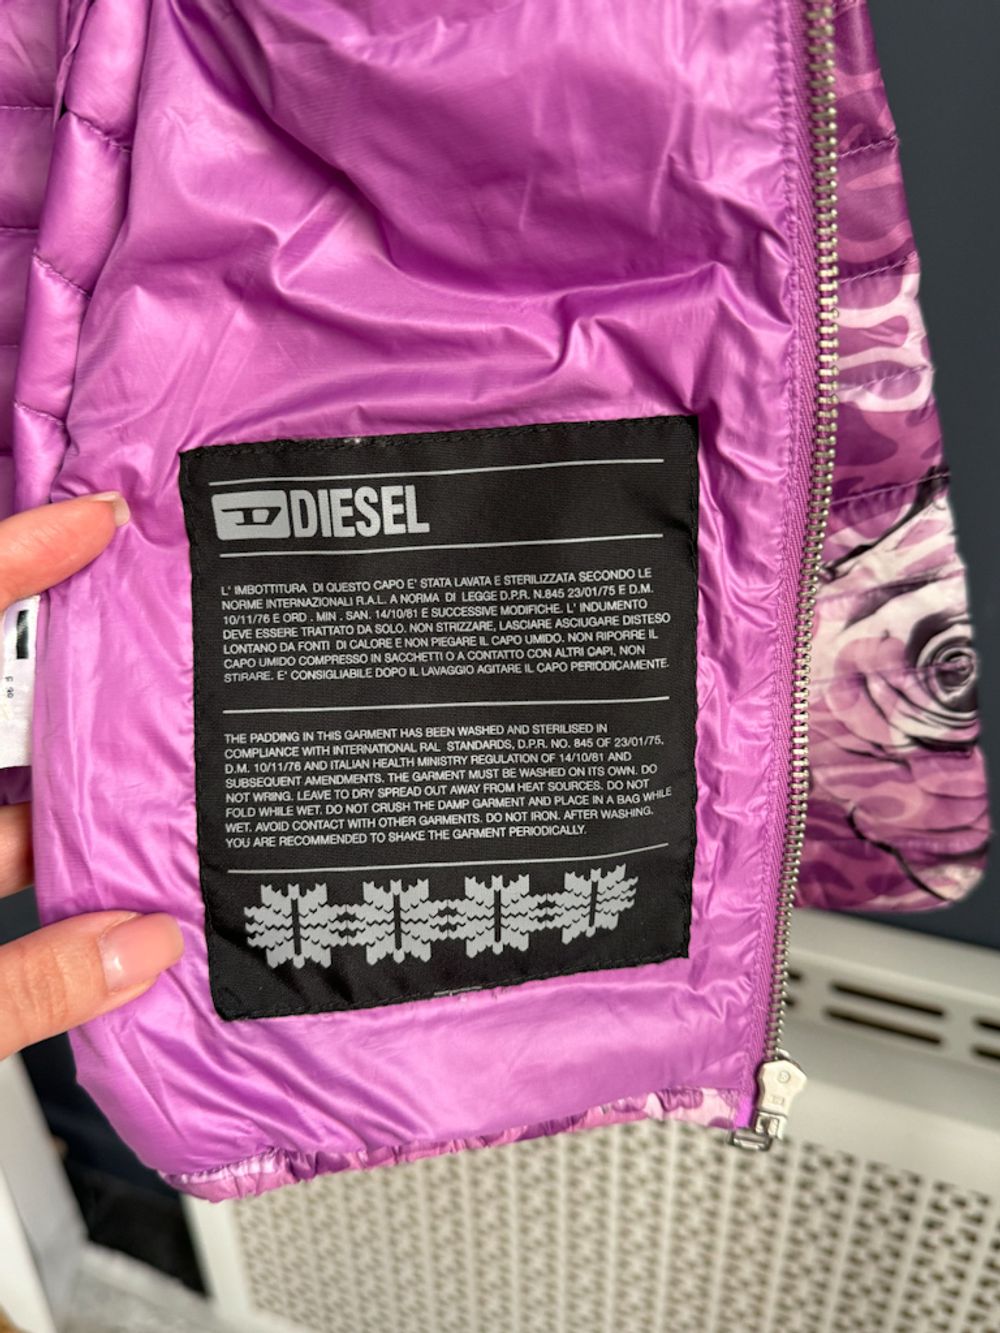 DIESEL
L' IMBOTTITURA DI QUESTO CAPO E' STATA LAVATA E STERILIZZATA SECONDO LE
NORME INTERNAZIONALI R.A.L. A NORMA DI LEGGE D.P.R. N.845 23/01/75 E D.M.
10/11/76 E ORD . MIN . SAN. 14/10/81 E SUCCESSIVE MODIFICHE. L' INDUMENTO
DEVE ESSERE TRATTATO DA SOLO. NON STRIZZARE, LASCIARE ASCIUGARE DISTESO
LONTANO DA FONTI DI CALORE E NON PIEGARE IL CAPO UMIDO. NON RIPORRE IL
CAPO UMIDO COMPRESSO IN SACCHETTI O A CONTATTO CON ALTRI CAPI, NON
STIRARE. E' CONSIGLIABILE DOPO IL LAVAGGIO AGITARE IL CAPO PERIODICAMENTE.
THE PADDING IN THIS GARMENT HAS BEEN WASHED AND STERILISED IN
COMPLIANCE WITH INTERNATIONAL RAL STANDARDS, D.P.R. NO. 845 OF 23/01/75,
D.M. 10/11/76 AND ITALIAN HEALTH MINISTRY REGULATION OF 14/10/81 AND
SUBSEQUENT AMENDMENTS. THE GARMENT MUST BE WASHED ON ITS OWN. DO
NOT WRING. LEAVE TO DRY SPREAD OUT AWAY FROM HEAT SOURCES. DO NOT
FOLD WHILE WET. DO NOT CRUSH THE DAMP GARMENT AND PLACE IN A BAG WHILE
WET. AVOID CONTACT WITH OTHER GARMENTS. DO NOT IRON. AFTER WASHING,
YOU ARE RECOMMENDED TO SHAKE THE GARMENT PERIODICALLY.